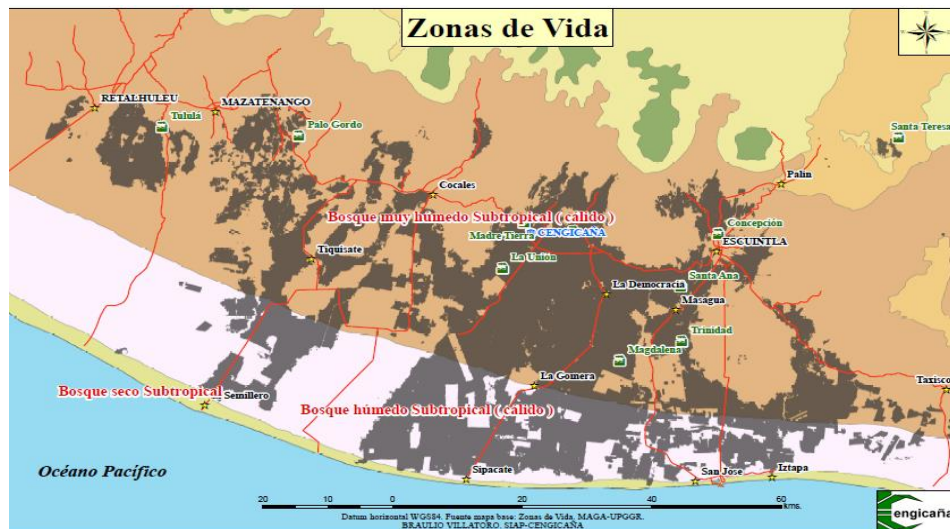 Zonas de Vida
RETALHULEU
MAZATENANGO
Tululá
Palo Gordo
Santa Teresa
Palín
Cocales
Bosque muy húmedo Subtropical ( cálido )
Concepción
Madre Tierra
CENGICAÑA
ESCUINTLA
Tiquisate
La Unión
Santa Ana
La Democracia
Masagua
Trinidad
Magdalena
La Gomera
Taxisco
Bosque seco Subtropical
Semillero
Bosque húmedo Subtropical ( cálido )
Océano Pacífico
Sipacate
San José
Iztapa
20 10 0 20 40 60
kms.
Datum horizontal WGS84. Fuente mapa base: Zonas de Vida, MAGA-UPGGR.
BRAULIO VILLATORO. SIAP-CENGICAÑA
engicaña